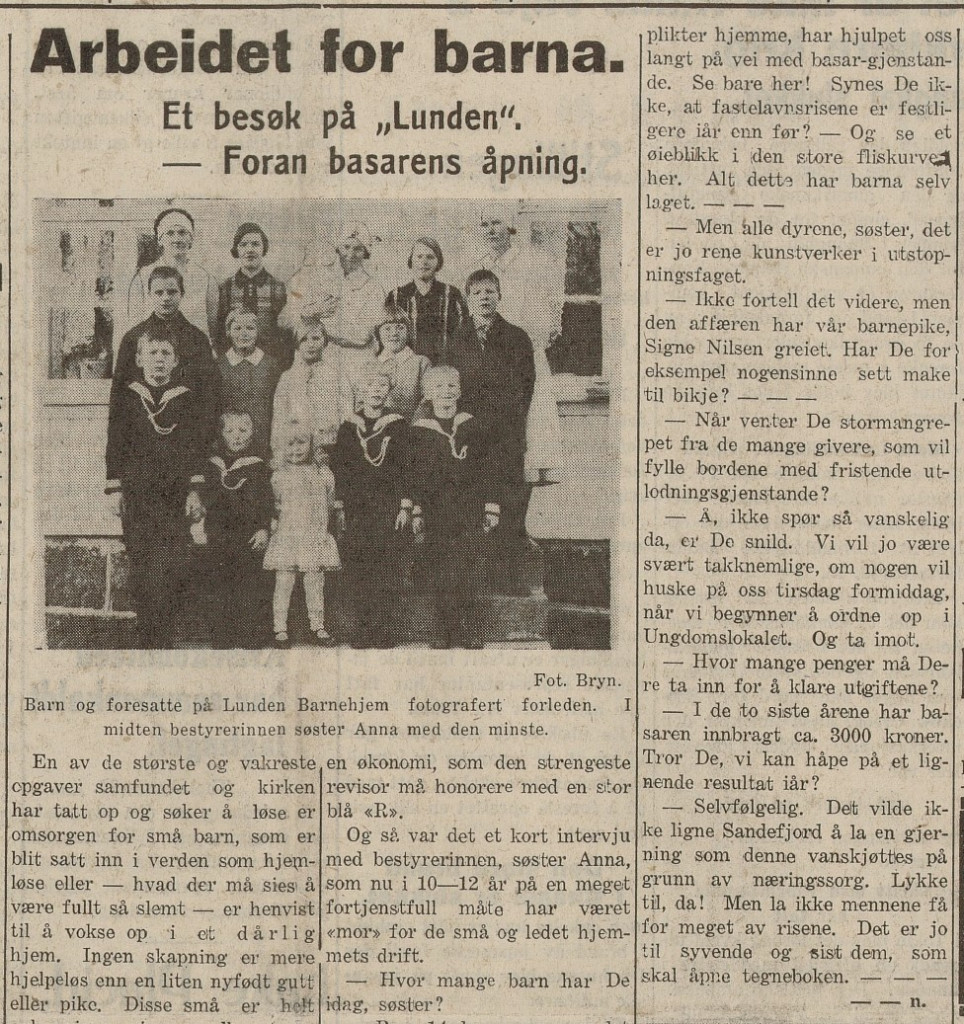 Arbeidet for barna.
Et besøk på „Lunden“.
— Foran basarens åpning.
Fot. Bryn.
Barn og foresatte på Lunden Barnehjem fotografert forleden. I
midten bestyrerinnen søster Anna med den minste.
En av de største og vakreste
opgaver samfundet og kirken
har tatt op og søker å løse er
omsorgen for små barn, som er
blit satt inn i verden som hjem-
løse eller — hvad der må sies å
være fullt så slemt — er henvist
til å vokse op i et dårlig
hjem. Ingen skapning er mere
hjelpeløs enn en liten nyfødt gutt
eller pike. Disse små er helt
en økonomi, som den strengeste
revisor må honorere med en stor
blå «R».
Og så var det et kort intervju
med bestyrerinnen, søster Anna,
som nu i 10—12 år på en meget
fortjenstfull måte har været
«mor» for de små og ledet hjem-
mets drift.
— Hvor mange barn har De
idag, søster?
plikter hjemme, har hjulpet oss
langt på vei med basar-gjenstan-
de. Se bare her! Synes De ik-
ke, at fastelavnsrisene er festli-
gere iår enn før? — Og se et
øieblikk i den store fliskurven
her. Alt dette har barna selv
laget. — — —
— Men alle dyrene, søster, det
er jo rene kunstverker i utstop-
ningsfaget.
— Ikke fortell det videre, men
den affæren har vår barnepike,
Signe Nilsen greiet. Har De for
eksempel nogensinne sett make
til bikje? — — —
— Når venter De stormangre-
pet fra de mange givere, som vil
fylle bordene med fristende ut-
lodningsgjenstande?
— Ä, ikke spør så vanskelig
da, er De snild. Vi vil jo være
svært takknemlige, om nogen vil
huske på oss tirsdag formiddag,
når vi begynner å ordne op i
Ungdomslokalet. Og ta imot.
— Hvor mange penger må De-
re ta inn for å klare utgiftene?
— I de to siste årene har ba-
saren innbragt ca. 3000 kroner.
Tror De, vi kan håpe på et lig-
nende resultat iår?
— Selvfølgelig. Det vilde ik-
ke ligne Sandefjord å la en gjer-
ning som denne vanskjøttes på
grunn av næringssorg. Lykke
til, da! Men la ikke mennene få
for meget av risene. Det er jo
til syvende og sist dem, som
skal åpne tegneboken. — — —
— — n.